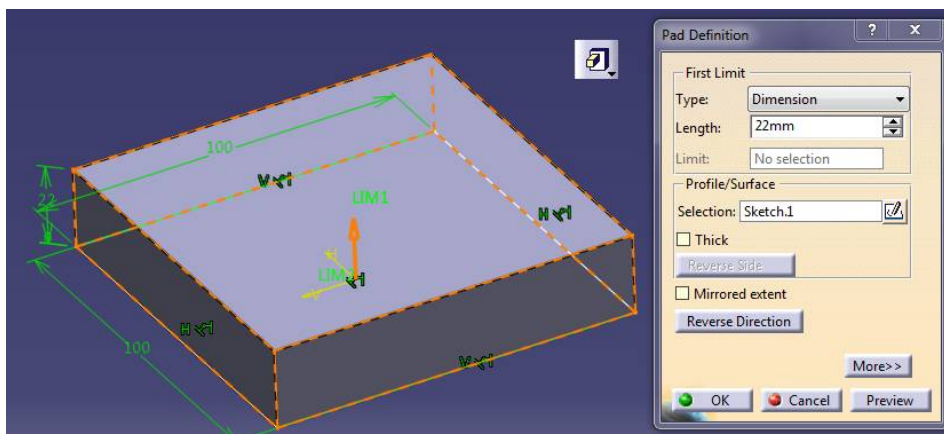 100
V
22
LIM1
H
LIM2
H
V
H
100
V
Pad Definition
? X
First Limit
Type: Dimension
Length: 22mm
Limit: No selection
Profile/Surface
Selection: Sketch.1
Thick
Reverse Side
Mirrored extent
Reverse Direction
More>>
OK Cancel Preview